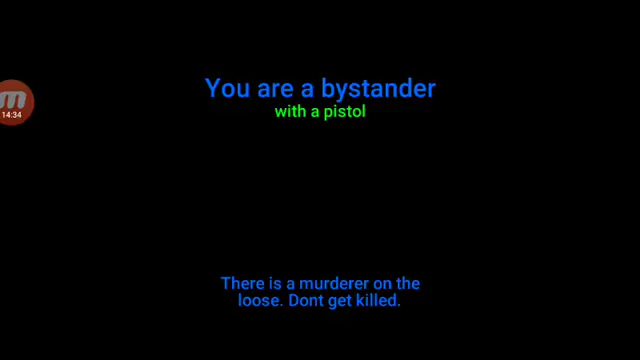 You are a bystander
with a pistol
14:34
There is a murderer on the
loose. Dont get killed.